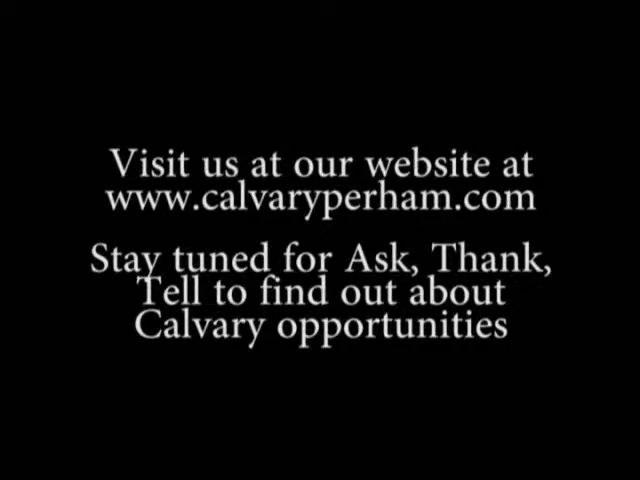 Visit us at our website at
www.calvaryperham.com
Stay tuned for Ask, Thank,
Tell to find out about
Calvary opportunities